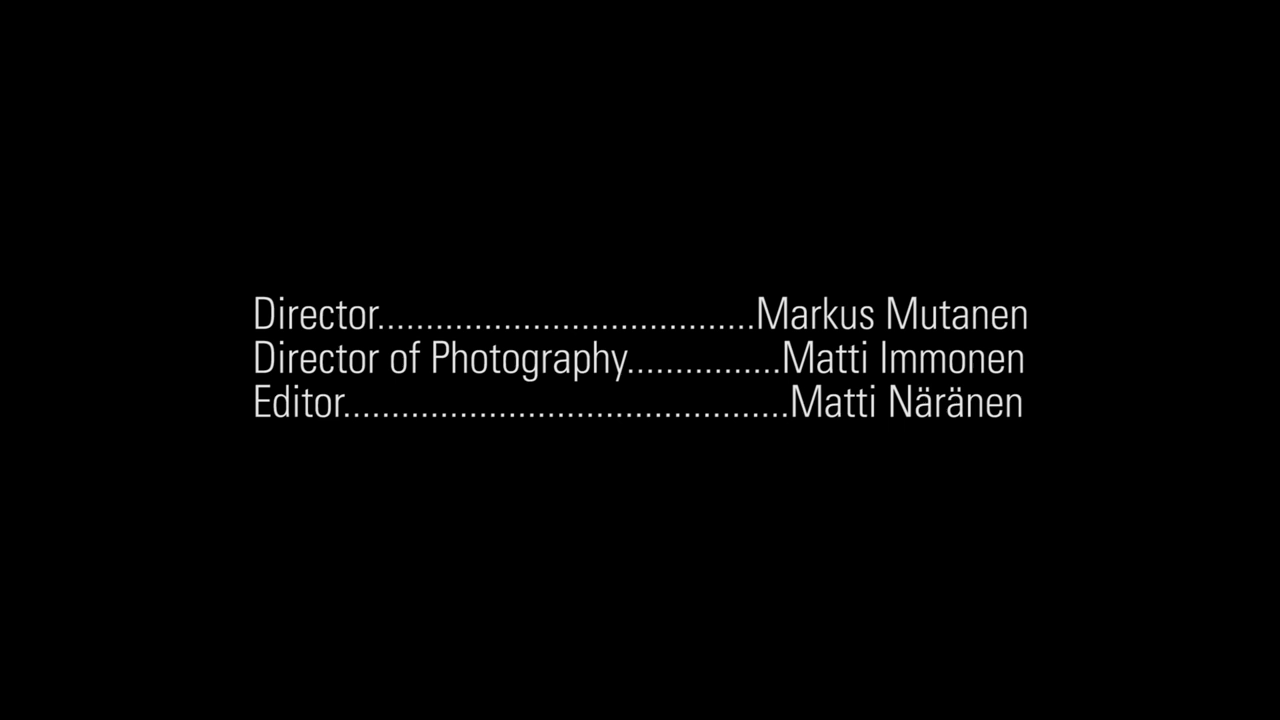 Director.......................................Markus Mutanen
Director of Photography................Matti Immonen
Editor..............................................Matti Näränen